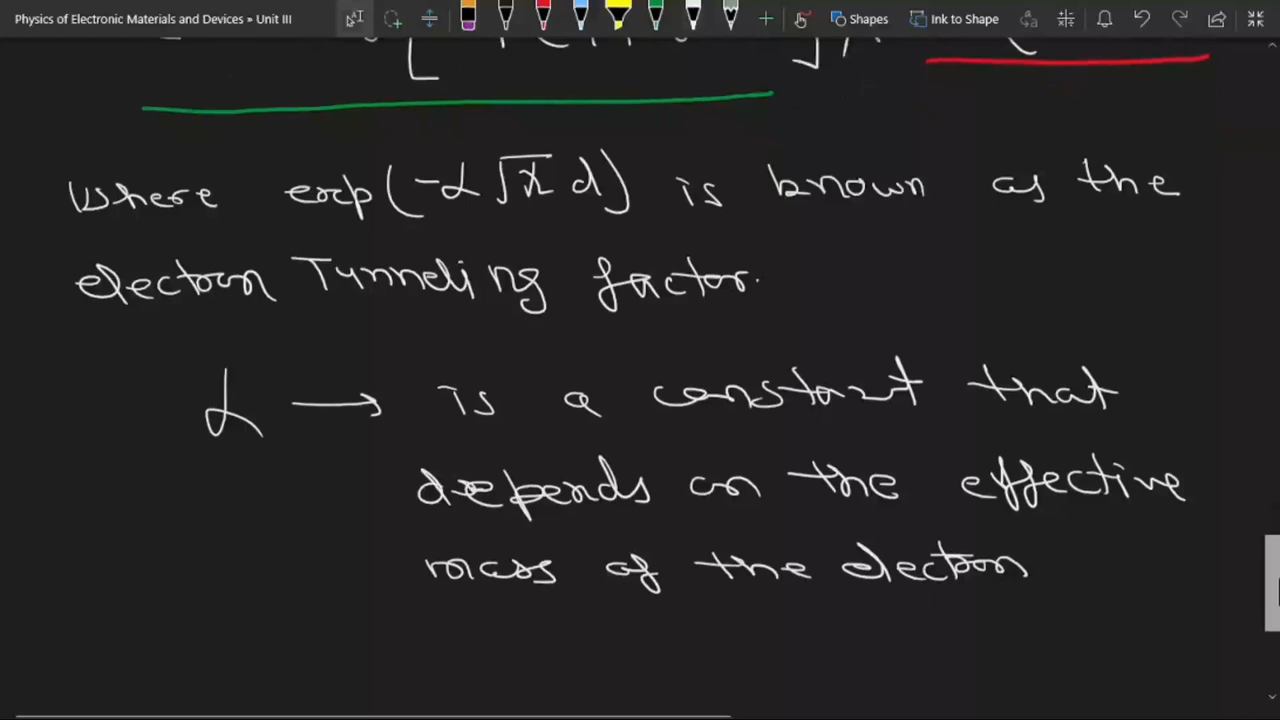 Physics of Electronic Materials and Devices » Unit III
Shapes
Ink to Shape
where exp(-α√χ d) is known as the
electron Tunneling factor.
α → is a constant that
depends on the effective
mass of the electron